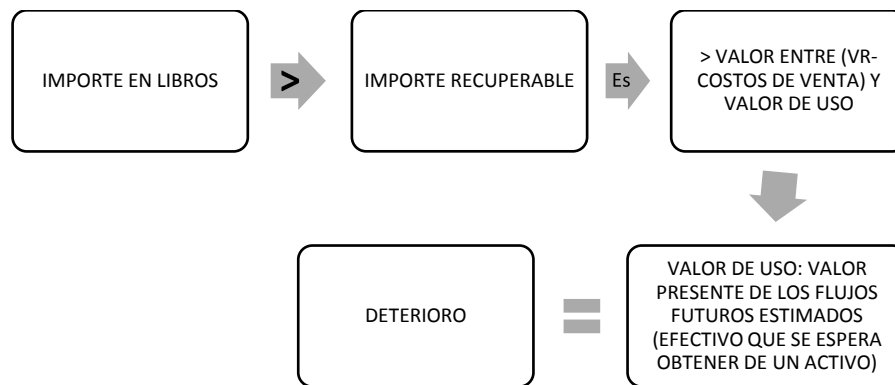 IMPORTE EN LIBROS
>
IMPORTE RECUPERABLE
Es
> VALOR ENTRE (VR-
COSTOS DE VENTA) Y
VALOR DE USO
DETERIORO
=
VALOR DE USO: VALOR
PRESENTE DE LOS FLUJOS
FUTUROS ESTIMADOS
(EFECTIVO QUE SE ESPERA
OBTENER DE UN ACTIVO)